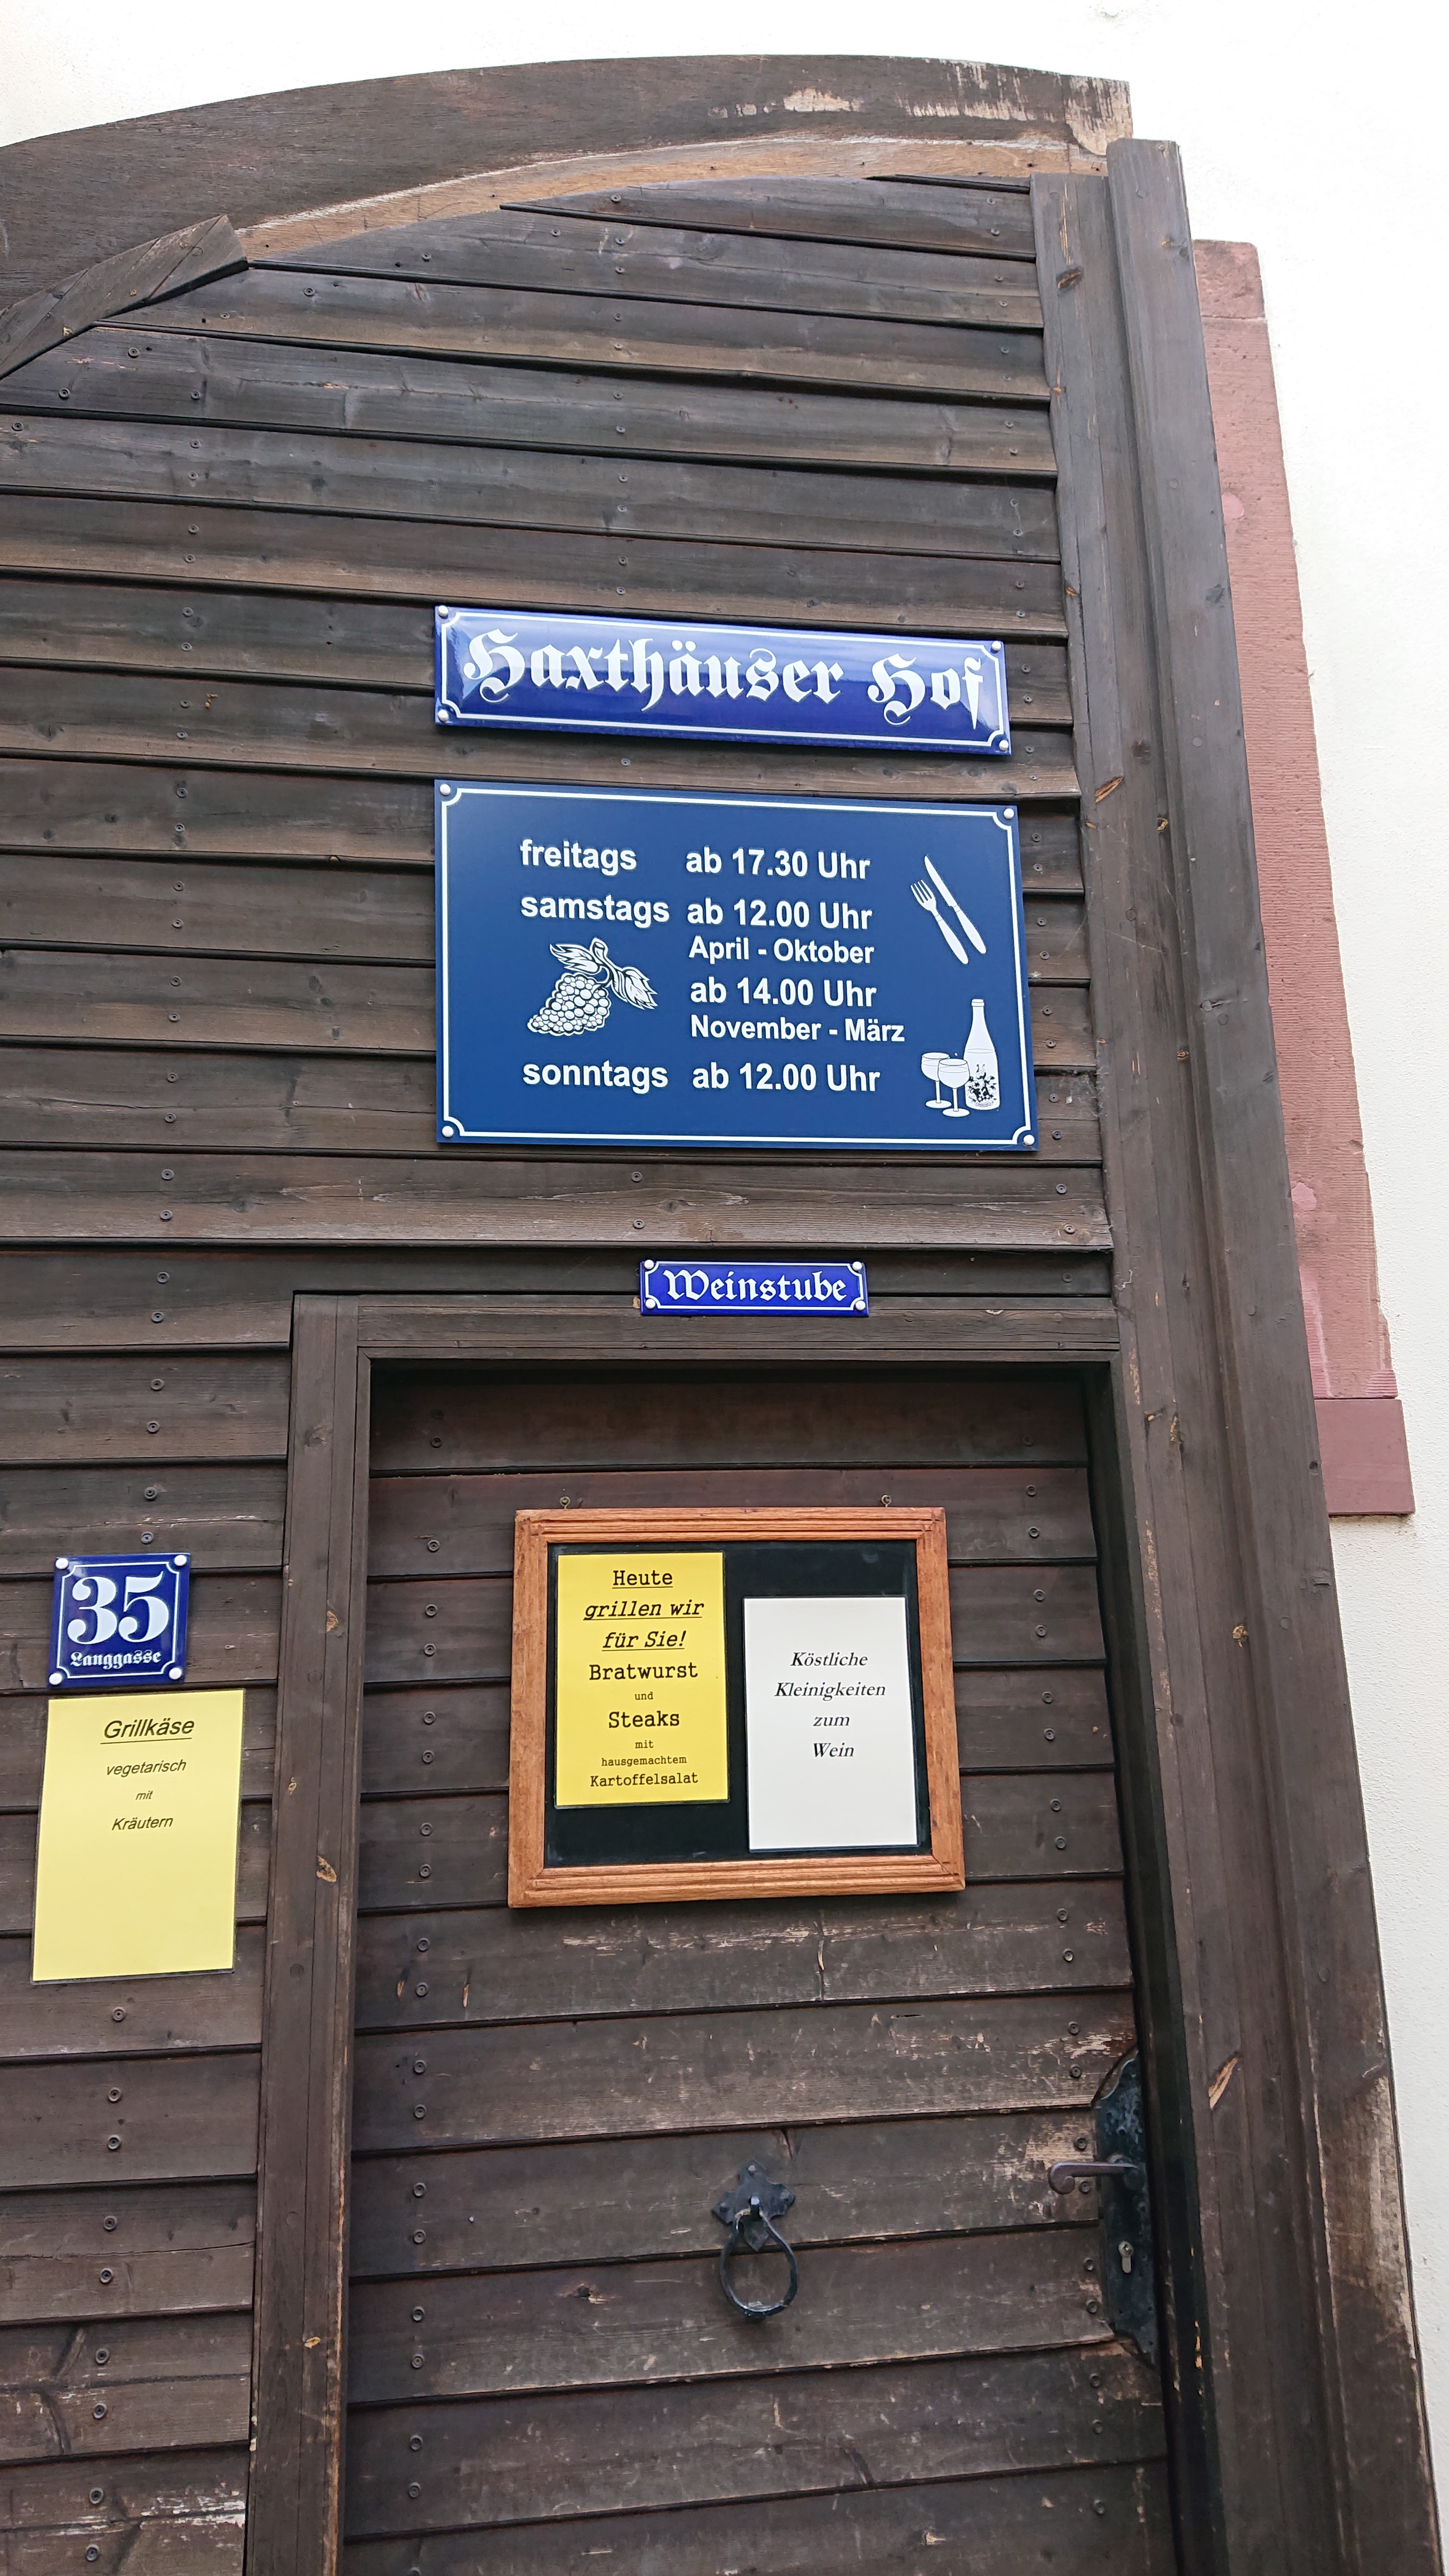 Haxthäuser Hof
freitags ab 17.30 Uhr
samstags ab 12.00 Uhr
April - Oktober
ab 14.00 Uhr
November - März
sonntags ab 12.00 Uhr
Weinstube
35
Langgasse
Grillkäse
vegetarisch
mit
Kräutern
Heute
grillen wir
für Sie!
Bratwurst
und
Steaks
mit
hausgemachtem
Kartoffelsalat
Köstliche
Kleinigkeiten
zum
Wein